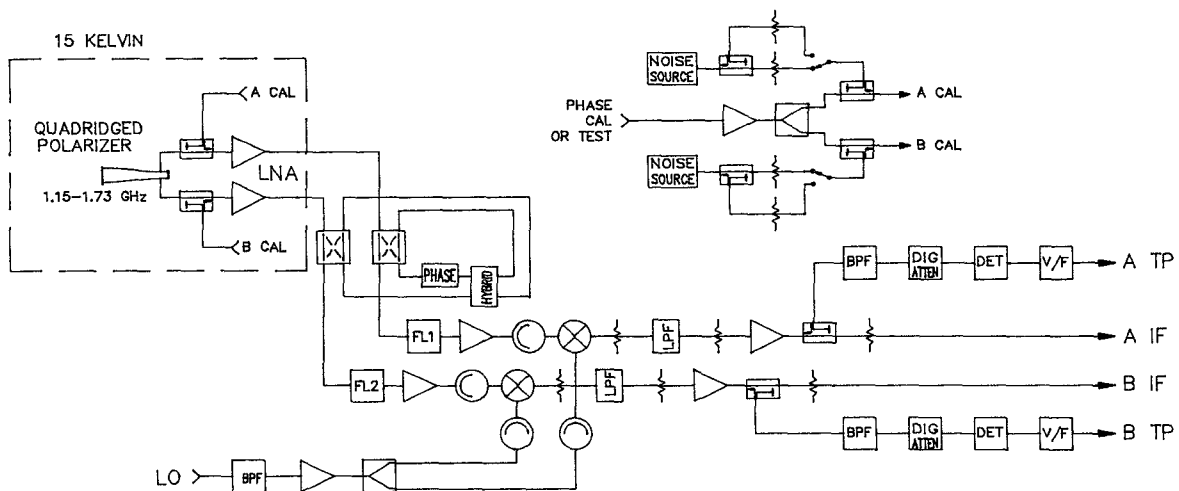 15 KELVIN
A CAL
QUADRIDGED
POLARIZER
LNA
1.15-1.73 GHz
B CAL
NOISE
SOURCE
A CAL
PHASE
CAL
OR TEST
B CAL
NOISE
SOURCE
PHASE
HYBRID
BPF
DIG
ATTEN
DET
V/F
A TP
FL1
LPF
A IF
FL2
LPF
B IF
BPF
DIG
ATTEN
DET
V/F
B TP
LO
BPF